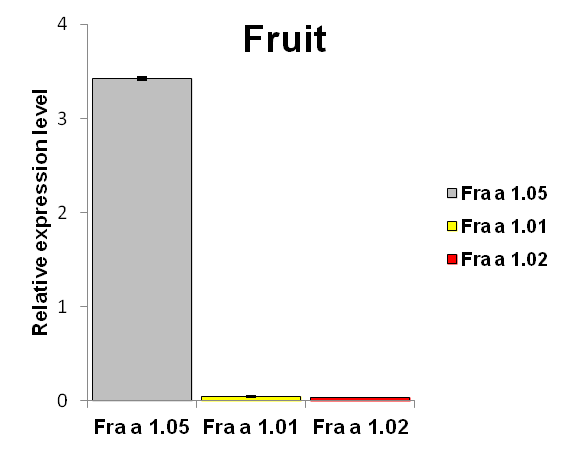 Fruit
Relative expression level
4
3
2
1
0
Fra a 1.05 Fra a 1.01 Fra a 1.02
Fra a 1.05
Fra a 1.01
Fra a 1.02